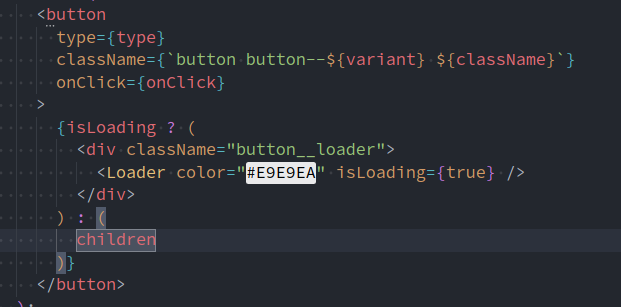 <button
type={type}
className={`button button--${variant} ${className}`}
onClick={onClick}
>
{isLoading ? (
<div className="button__loader">
<Loader color="#E9E9EA" isLoading={true} />
</div>
) : (
children
)}
</button>
);